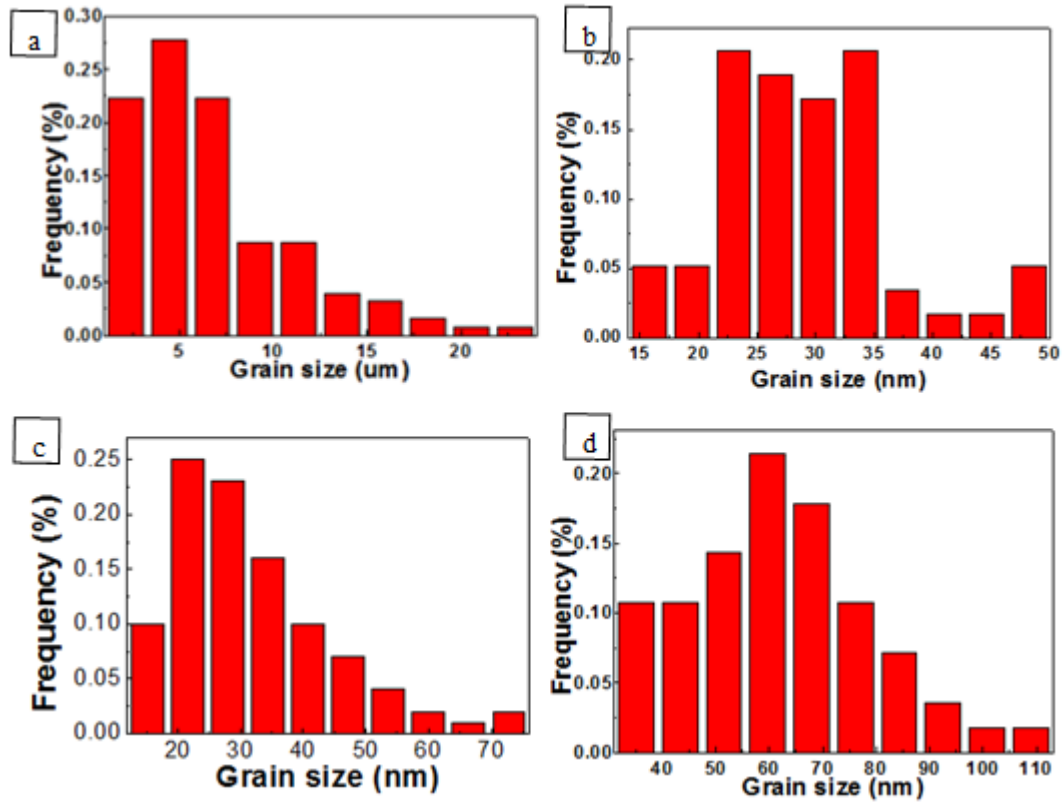 a
Frequency (%)
0.30
0.25
0.20
0.15
0.10
0.05
0.00
5 10 15 20
Grain size (um)
b
Frequency (%)
0.20
0.15
0.10
0.05
0.00
15 20 25 30 35 40 45 50
Grain size (nm)
c
Frequency (%)
0.25
0.20
0.15
0.10
0.05
0.00
20 30 40 50 60 70
Grain size (nm)
d
Frequency (%)
0.20
0.15
0.10
0.05
0.00
40 50 60 70 80 90 100 110
Grain size (nm)